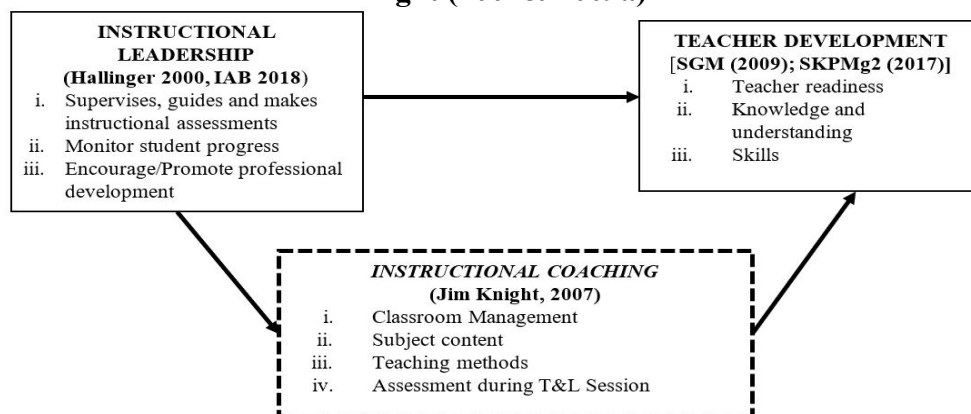 INSTRUCTIONAL
LEADERSHIP
(Hallinger 2000, IAB 2018)
i. Supervises, guides and makes
instructional assessments
ii. Monitor student progress
iii. Encourage/Promote professional
development
TEACHER DEVELOPMENT
[SGM (2009); SKPMg2 (2017)]
i. Teacher readiness
ii. Knowledge and
understanding
iii. Skills
INSTRUCTIONAL COACHING
(Jim Knight, 2007)
i. Classroom Management
ii. Subject content
iii. Teaching methods
iv. Assessment during T&L Session